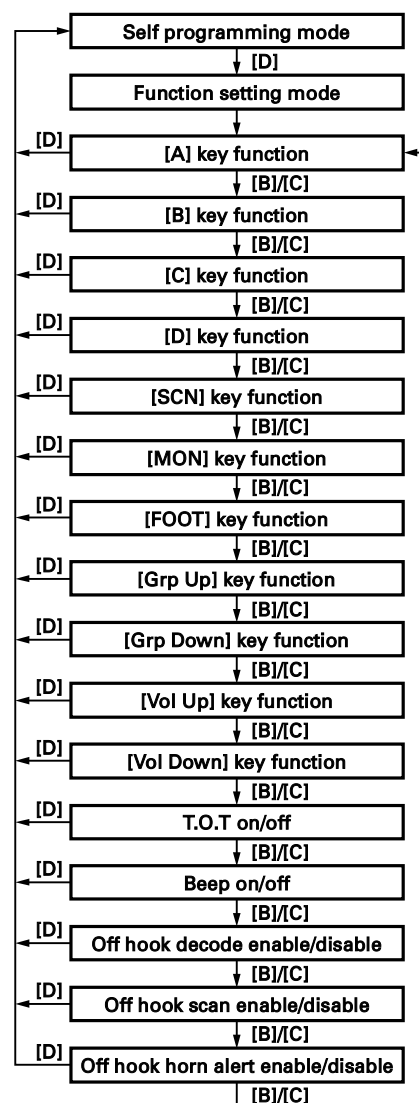 Self programming mode
[D]
Function setting mode
[D]
[A] key function
[B]/[C]
[D]
[B] key function
[B]/[C]
[D]
[C] key function
[B]/[C]
[D]
[D] key function
[B]/[C]
[D]
[SCN] key function
[B]/[C]
[D]
[MON] key function
[B]/[C]
[D]
[FOOT] key function
[B]/[C]
[D]
[Grp Up] key function
[B]/[C]
[D]
[Grp Down] key function
[B]/[C]
[D]
[Vol Up] key function
[B]/[C]
[D]
[Vol Down] key function
[B]/[C]
[D]
T.O.T on/off
[B]/[C]
[D]
Beep on/off
[B]/[C]
[D]
Off hook decode enable/disable
[B]/[C]
[D]
Off hook scan enable/disable
[B]/[C]
[D]
Off hook horn alert enable/disable
[B]/[C]